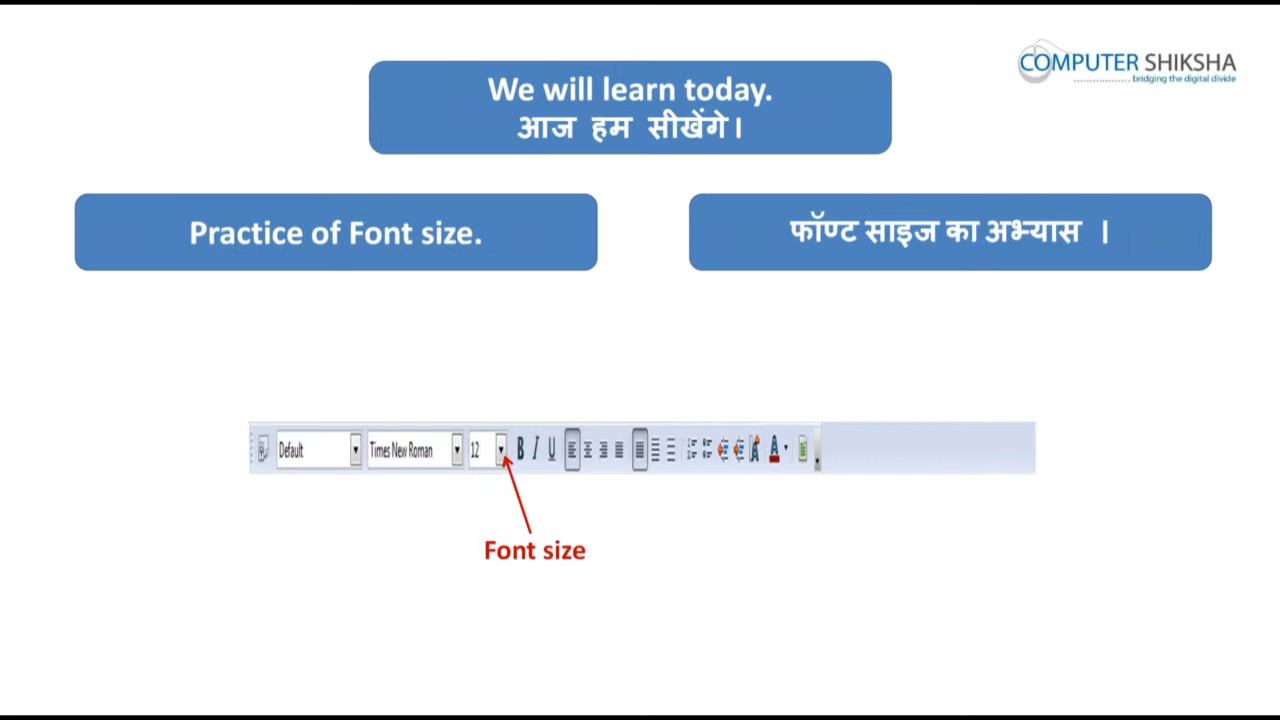 COMPUTER SHIKSHA
bridging the digital divide
We will learn today.
आज हम सीखेंगे।
Practice of Font size.
फॉण्ट साइज का अभ्यास ।
Default Times New Roman 12 B I U
Font size